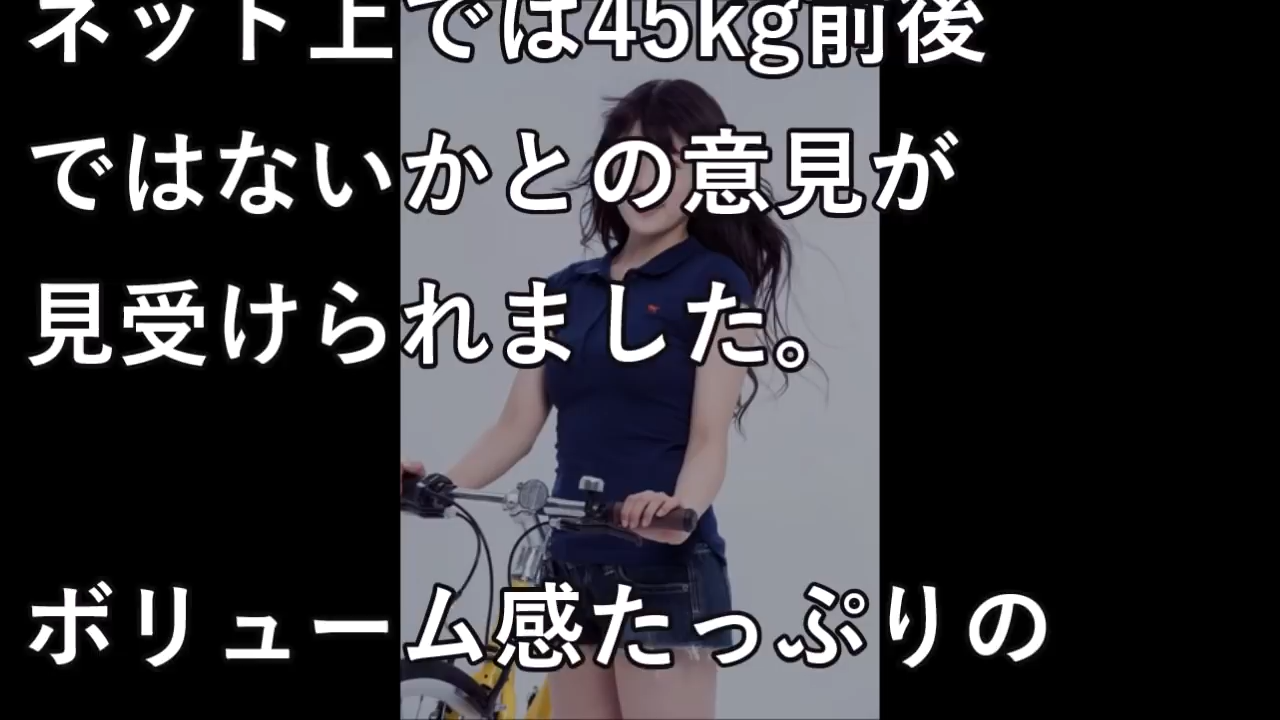 ネット上では45kg前後
ではないかとの意見が
見受けられました。
ボリューム感たっぷりの